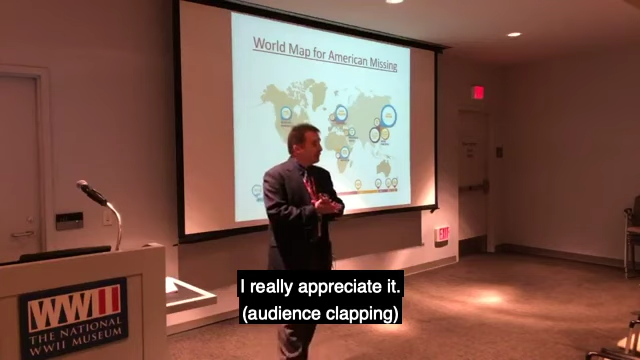 World Map for American Missing
EXIT
I really appreciate it.
(audience clapping)
WWII
THE NATIONAL
WWII MUSEUM